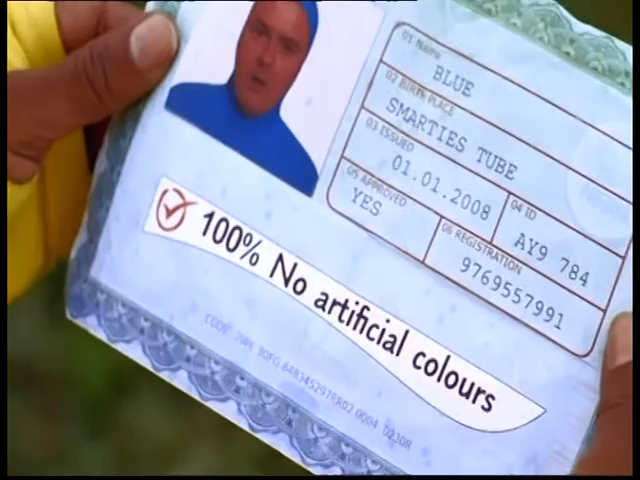 01 NAME
BLUE
02 BIRTH PLACE
SMARTIES TUBE
03 ISSUED
01.01.2008
04 ID
AY9 784
05 APPROVED
YES
06 REGISTRATION
9769557991
100% No artificial colours
CODE